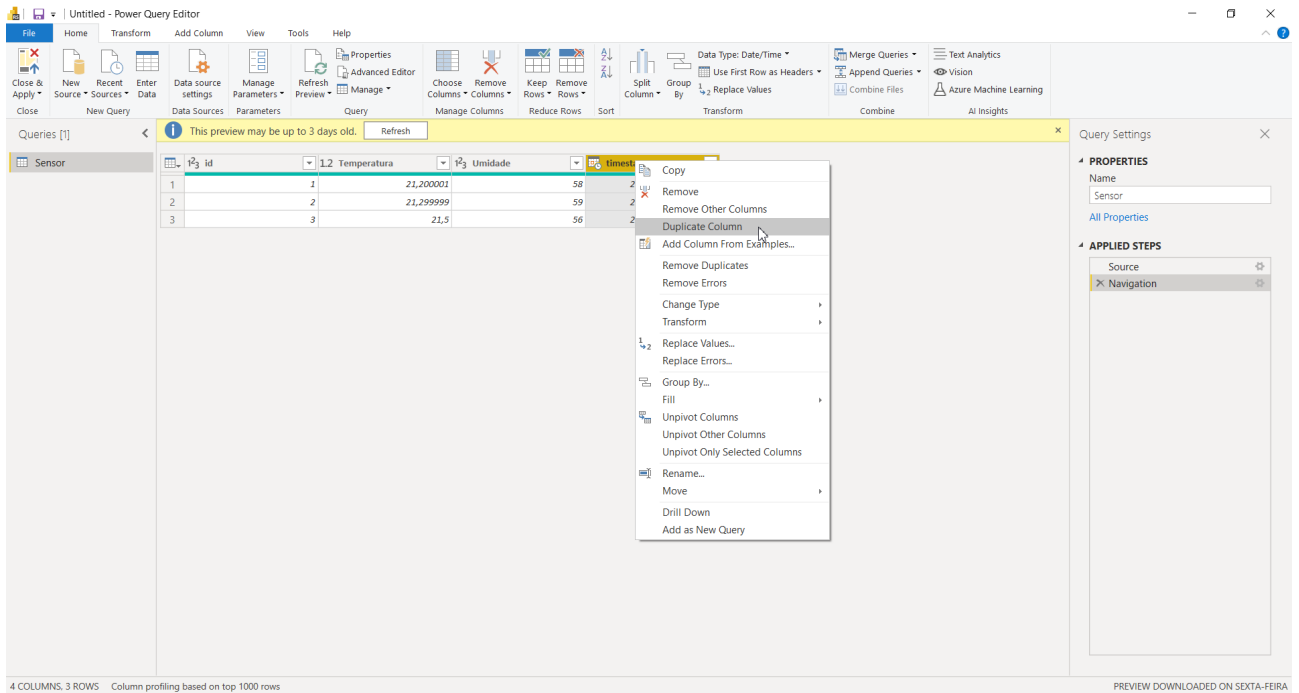 Untitled - Power Query Editor
File Home Transform Add Column View Tools Help
Close & Apply
New Source
Recent Sources
Enter Data
Data source settings
Manage Parameters
Refresh Preview
Properties
Advanced Editor
Manage
Choose Columns
Remove Columns
Keep Rows
Remove Rows
Split Column
Group By
Data Type: Date/Time
Use First Row as Headers
Replace Values
Merge Queries
Append Queries
Combine Files
Text Analytics
Vision
Azure Machine Learning
Close New Query Data Sources Parameters Query Manage Columns Reduce Rows Sort Transform Combine AI Insights
Queries [1]
Sensor
This preview may be up to 3 days old. Refresh
id 1.2 Temperatura Umidade
1 1 21,200001 58 2
2 2 21,299999 59 2
3 3 21,5 56 2
Copy
Remove
Remove Other Columns
Duplicate Column
Add Column From Examples...
Remove Duplicates
Remove Errors
Change Type
Transform
Replace Values...
Replace Errors...
Group By...
Fill
Unpivot Columns
Unpivot Other Columns
Unpivot Only Selected Columns
Rename...
Move
Drill Down
Add as New Query
Query Settings
PROPERTIES
Name
Sensor
All Properties
APPLIED STEPS
Source
Navigation
4 COLUMNS, 3 ROWS Column profiling based on top 1000 rows
PREVIEW DOWNLOADED ON SEXTA-FEIRA